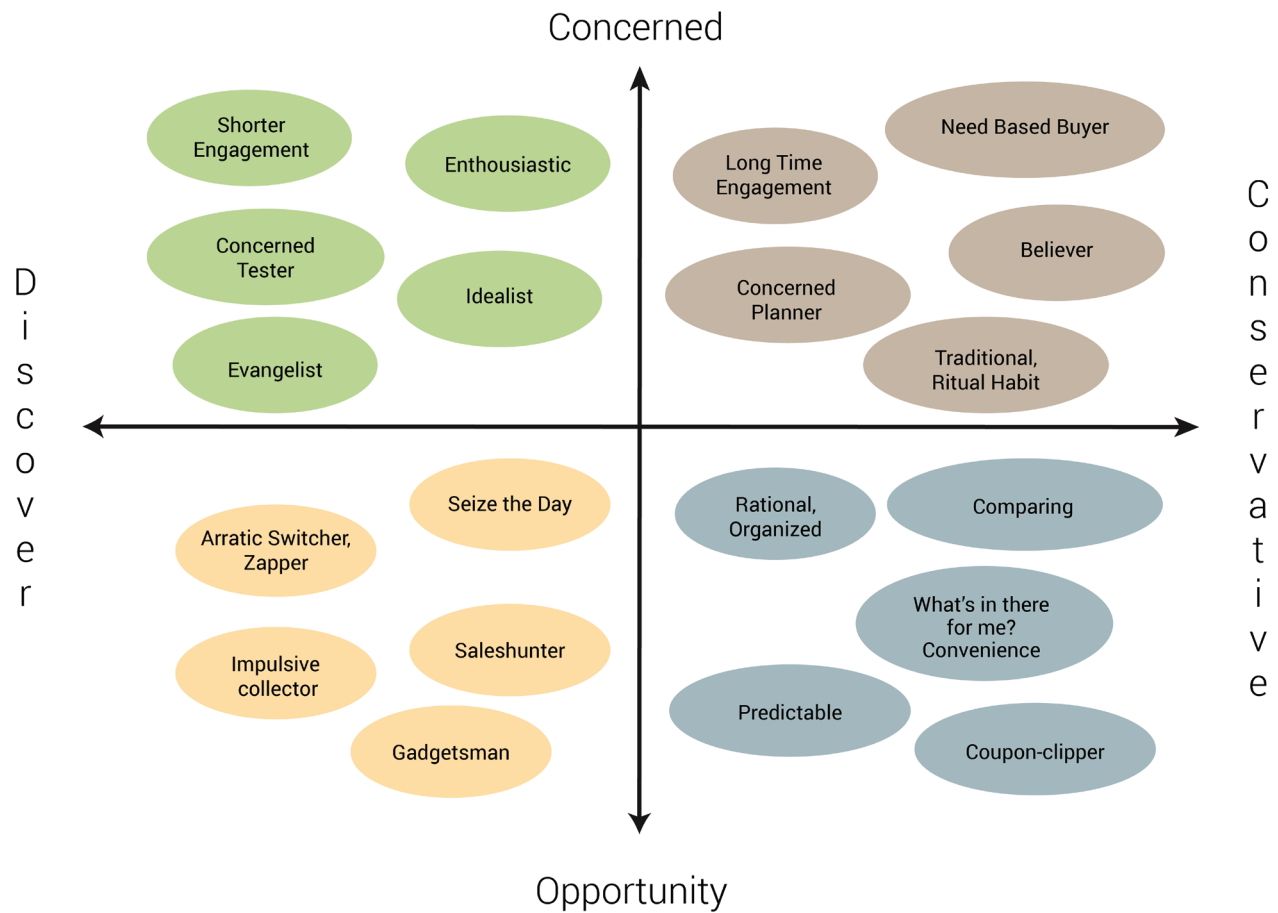 Concerned
Shorter
Engagement
Enthousiastic
Concerned
Tester
Idealist
Evangelist
Long Time
Engagement
Need Based Buyer
Believer
Concerned
Planner
Traditional,
Ritual Habit
Discover
Conservative
Seize the Day
Arratic Switcher,
Zapper
Saleshunter
Impulsive
collector
Gadgetsman
Rational,
Organized
Comparing
What's in there
for me?
Convenience
Predictable
Coupon-clipper
Opportunity